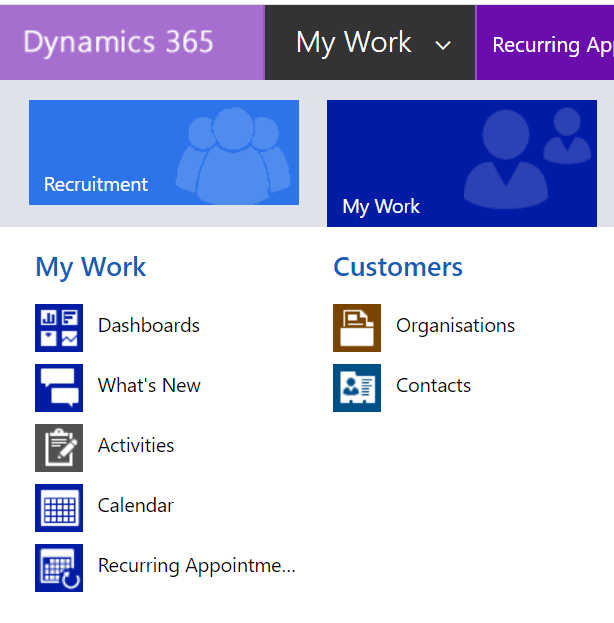 Dynamics 365
My Work
Recurring Ap
Recruitment
My Work
My Work
Dashboards
What's New
Activities
Calendar
Recurring Appointme...
Customers
Organisations
Contacts